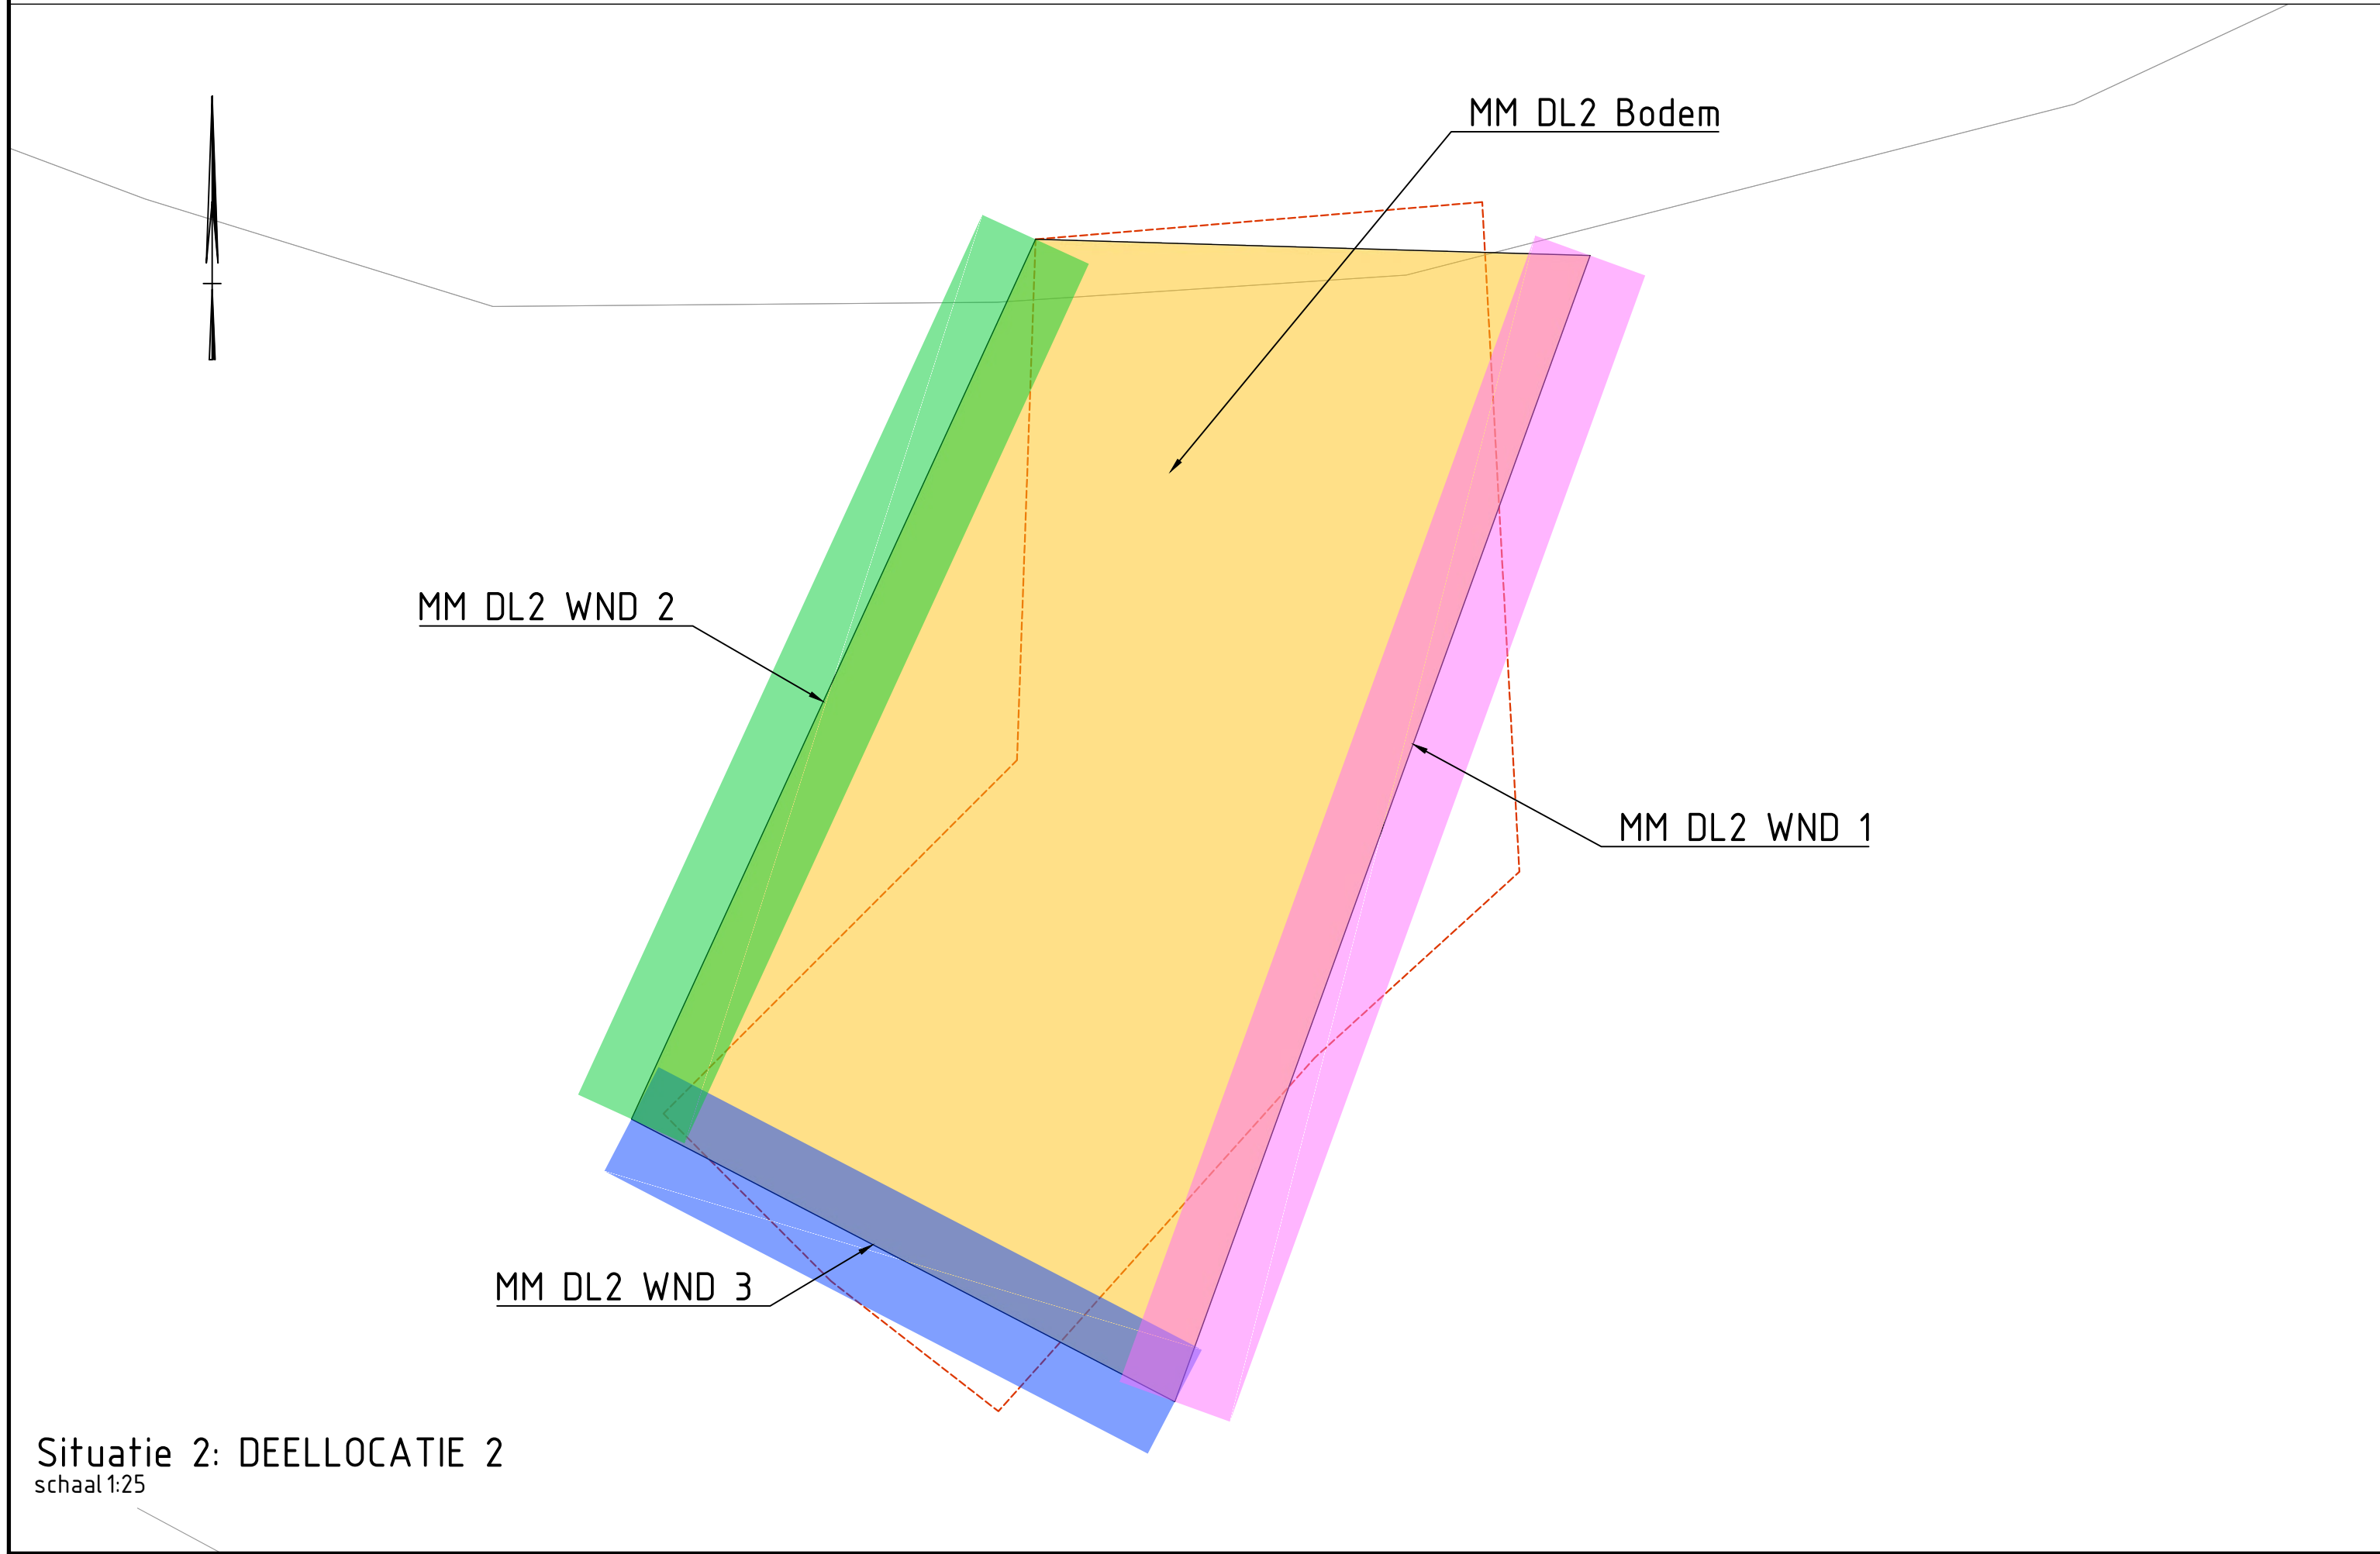 MM DL2 Bodem
MM DL2 WND 2
MM DL2 WND 1
MM DL2 WND 3
Situatie 2: DEELLOCATIE 2
schaal 1:25